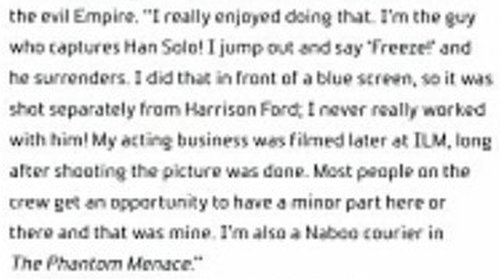 the evil Empire. "I really enjoyed doing that. I'm the guy
who captures Han Solo! I jump out and say 'Freeze!' and
he surrenders. I did that in front of a blue screen, so it was
shot separately from Harrison Ford; I never really worked
with him! My acting business was filmed later at ILM, long
after shooting the picture was done. Most people on the
crew get an opportunity to have a minor part here or
there and that was mine. I'm also a Naboo courier in
The Phantom Menace."